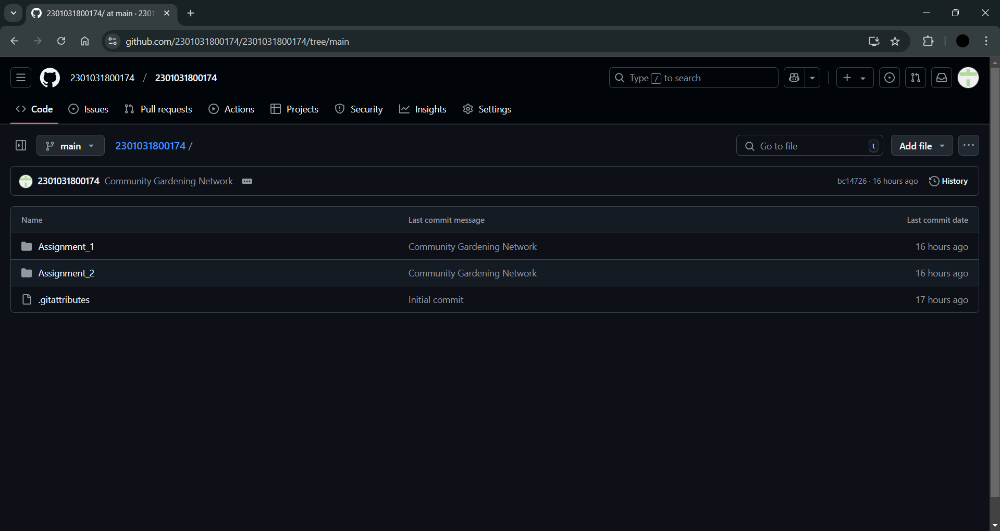 2301031800174/ at main · 2301
github.com/2301031800174/2301031800174/tree/main
2301031800174 / 2301031800174
Type / to search
Code Issues Pull requests Actions Projects Security Insights Settings
main 2301031800174 /
Go to file t Add file
2301031800174 Community Gardening Network
bc14726 · 16 hours ago History
Name Last commit message Last commit date
Assignment_1 Community Gardening Network 16 hours ago
Assignment_2 Community Gardening Network 16 hours ago
.gitattributes Initial commit 17 hours ago